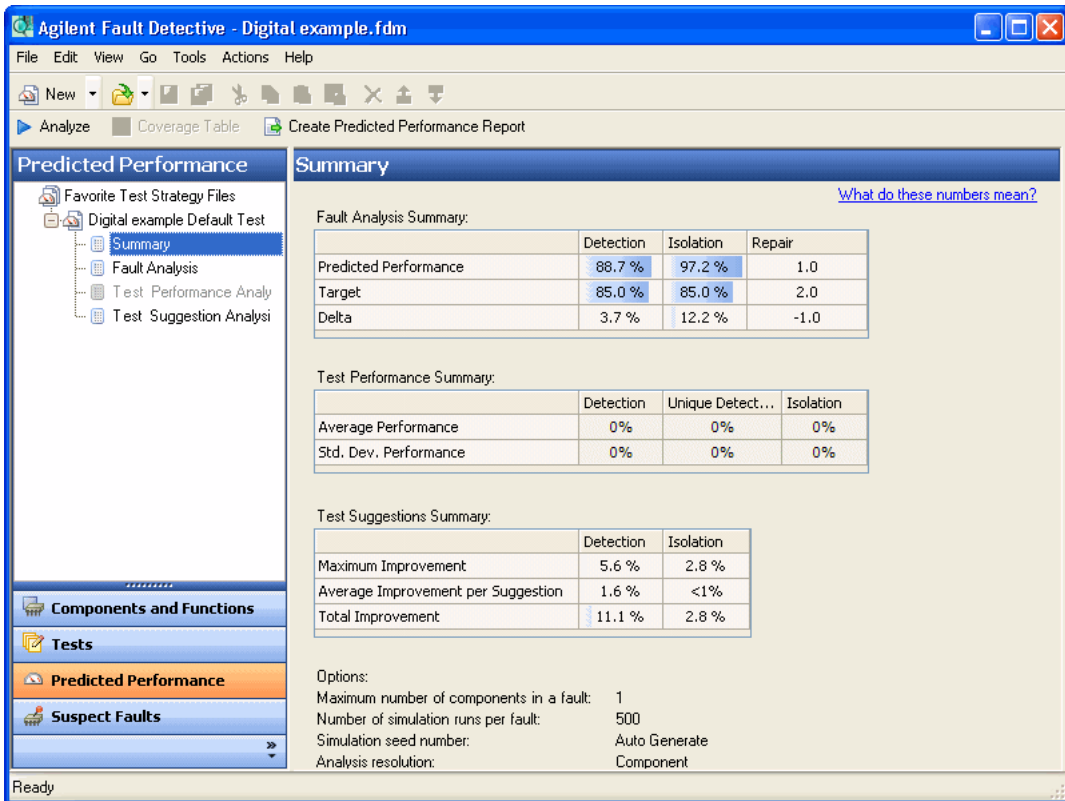 Agilent Fault Detective - Digital example.fdm
File Edit View Go Tools Actions Help
New
Analyze Coverage Table Create Predicted Performance Report
Predicted Performance
Favorite Test Strategy Files
Digital example Default Test
Summary
Fault Analysis
Test Performance Analy
Test Suggestion Analysi
Components and Functions
Tests
Predicted Performance
Suspect Faults
»
Summary
What do these numbers mean?
Fault Analysis Summary:
Detection Isolation Repair
Predicted Performance 88.7 % 97.2 % 1.0
Target 85.0 % 85.0 % 2.0
Delta 3.7 % 12.2 % -1.0
Test Performance Summary:
Detection Unique Detect... Isolation
Average Performance 0% 0% 0%
Std. Dev. Performance 0% 0% 0%
Test Suggestions Summary:
Detection Isolation
Maximum Improvement 5.6 % 2.8 %
Average Improvement per Suggestion 1.6 % <1%
Total Improvement 11.1 % 2.8 %
Options:
Maximum number of components in a fault: 1
Number of simulation runs per fault: 500
Simulation seed number: Auto Generate
Analysis resolution: Component
Ready